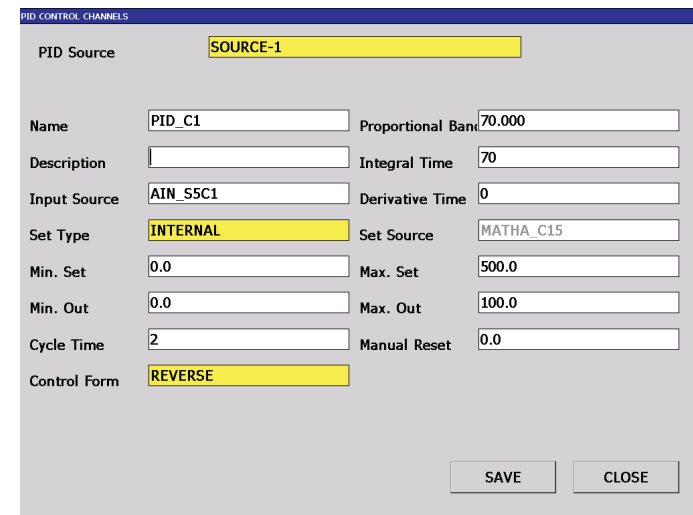 PID CONTROL CHANNELS
PID Source SOURCE-1
Name PID_C1 Proportional Band 70.000
Description Integral Time 70
Input Source AIN_S5C1 Derivative Time 0
Set Type INTERNAL Set Source MATHA_C15
Min. Set 0.0 Max. Set 500.0
Min. Out 0.0 Max. Out 100.0
Cycle Time 2 Manual Reset 0.0
Control Form REVERSE
SAVE CLOSE